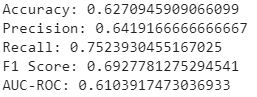 Accuracy: 0.6270945909066099
Precision: 0.6419166666666667
Recall: 0.7523930455167025
F1 Score: 0.6927781275294541
AUC-ROC: 0.6103917473036933